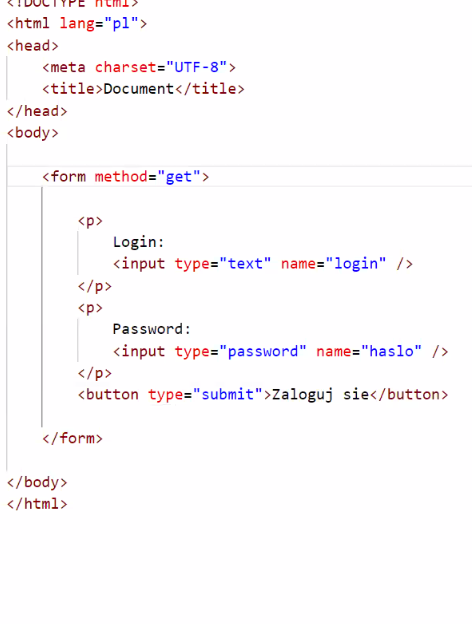 <!DOCTYPE html>
<html lang="pl">
<head>
    <meta charset="UTF-8">
    <title>Document</title>
</head>
<body>
    <form method="get">
        <p>
            Login:
            <input type="text" name="login" />
        </p>
        <p>
            Password:
            <input type="password" name="haslo" />
        </p>
        <button type="submit">Zaloguj sie</button>
    </form>
</body>
</html>